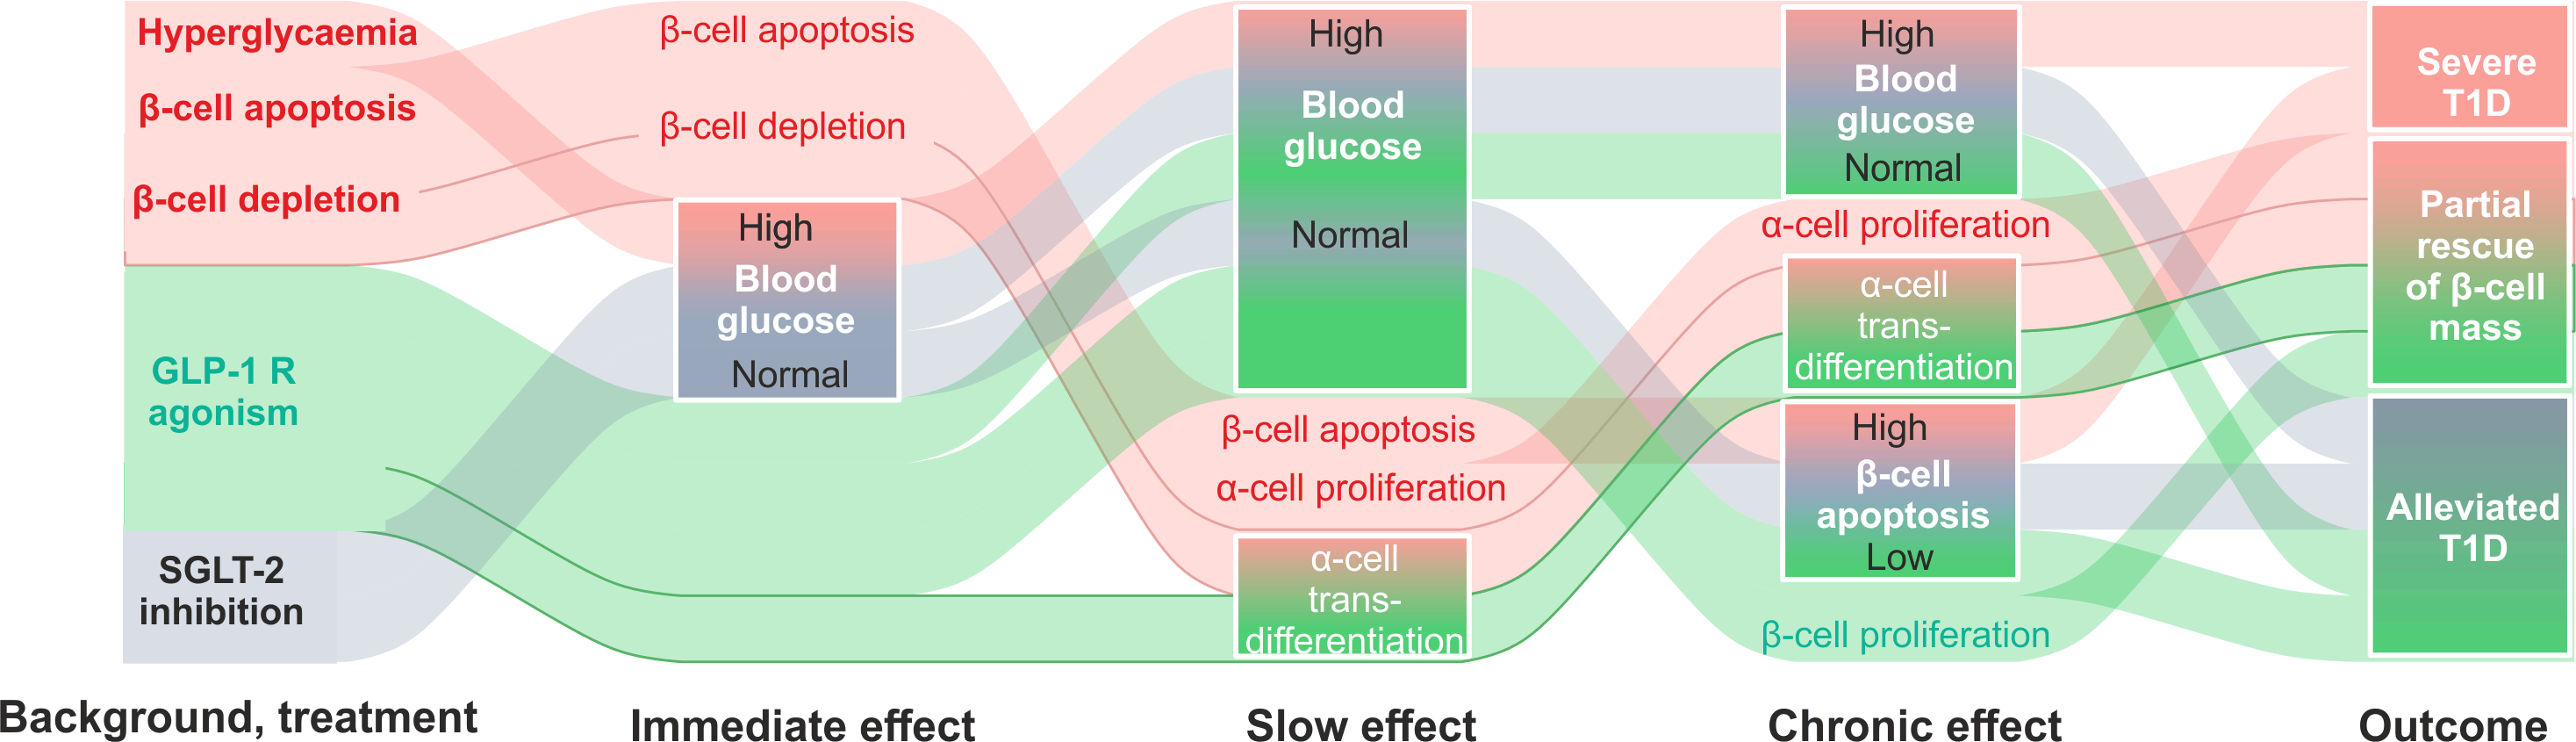 Hyperglycaemia
β-cell apoptosis
β-cell depletion
GLP-1 R
agonism
SGLT-2
inhibition
Background, treatment
β-cell apoptosis
β-cell depletion
High
Blood
glucose
Normal
Immediate effect
High
Blood
glucose
Normal
β-cell apoptosis
α-cell proliferation
α-cell
trans-
differentiation
Slow effect
High
Blood
glucose
Normal
α-cell proliferation
α-cell
trans-
differentiation
High
β-cell
apoptosis
Low
β-cell proliferation
Chronic effect
Severe
T1D
Partial
rescue
of β-cell
mass
Alleviated
T1D
Outcome